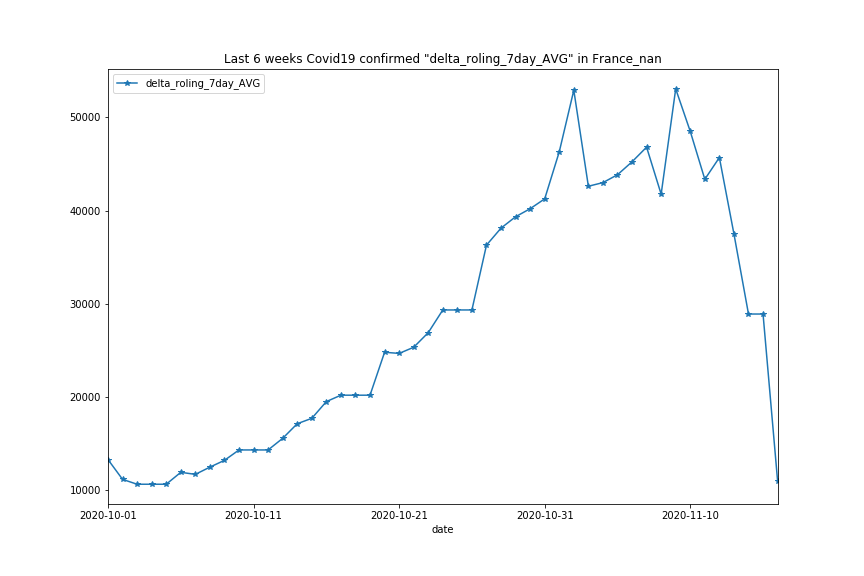 Last 6 weeks Covid19 confirmed "delta_roling_7day_AVG" in France_nan
delta_roling_7day_AVG
50000
40000
30000
20000
10000
2020-10-01 2020-10-11 2020-10-21 2020-10-31 2020-11-10
date